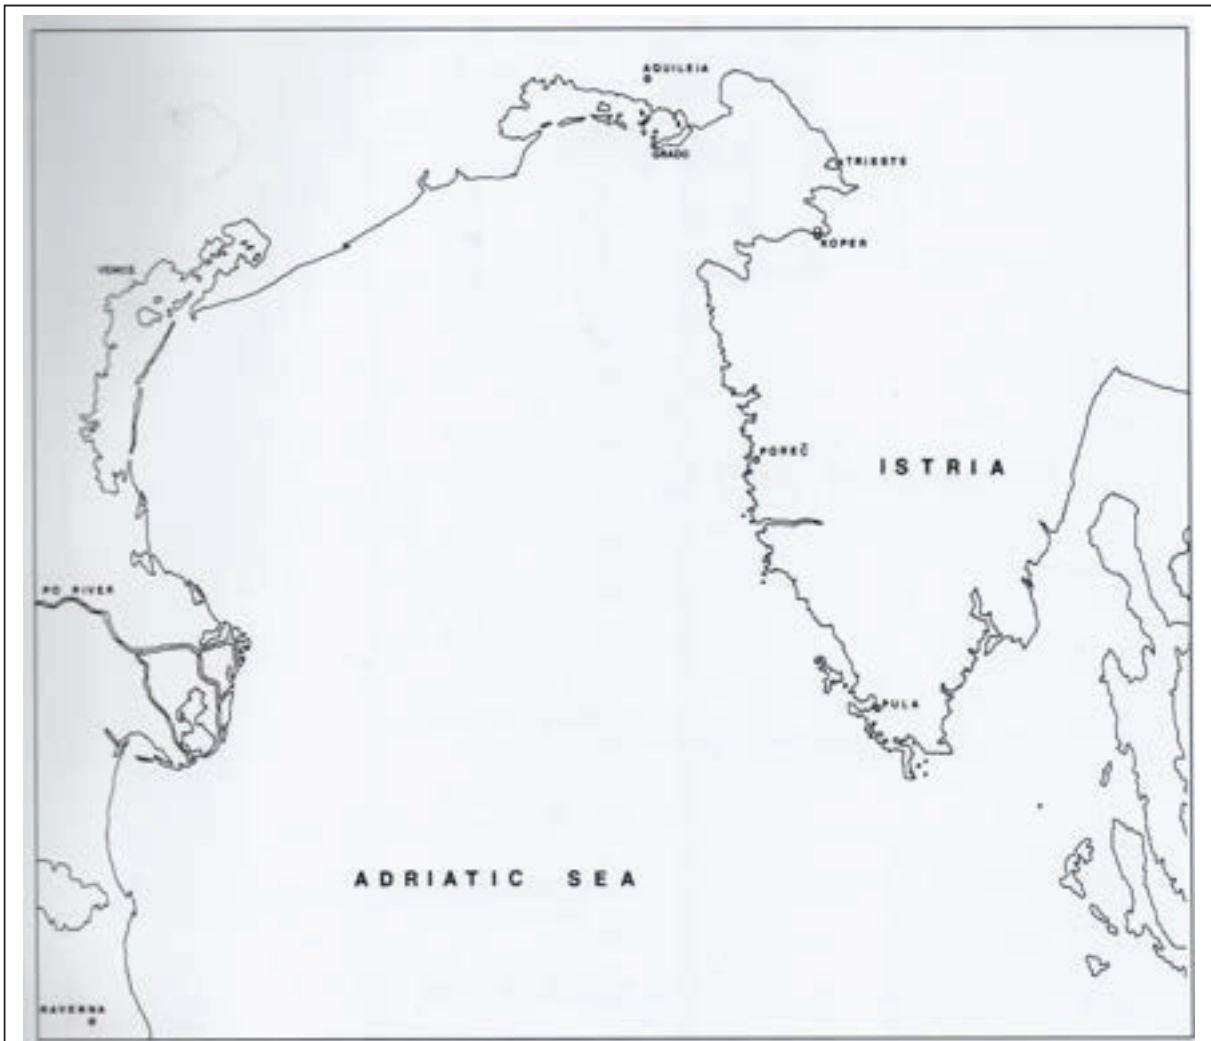 AQUILEIA
GRADO
TRIESTE
KOPER
VENICE
POREČ
ISTRIA
PO RIVER
PULA
ADRIATIC SEA
RAVENNA